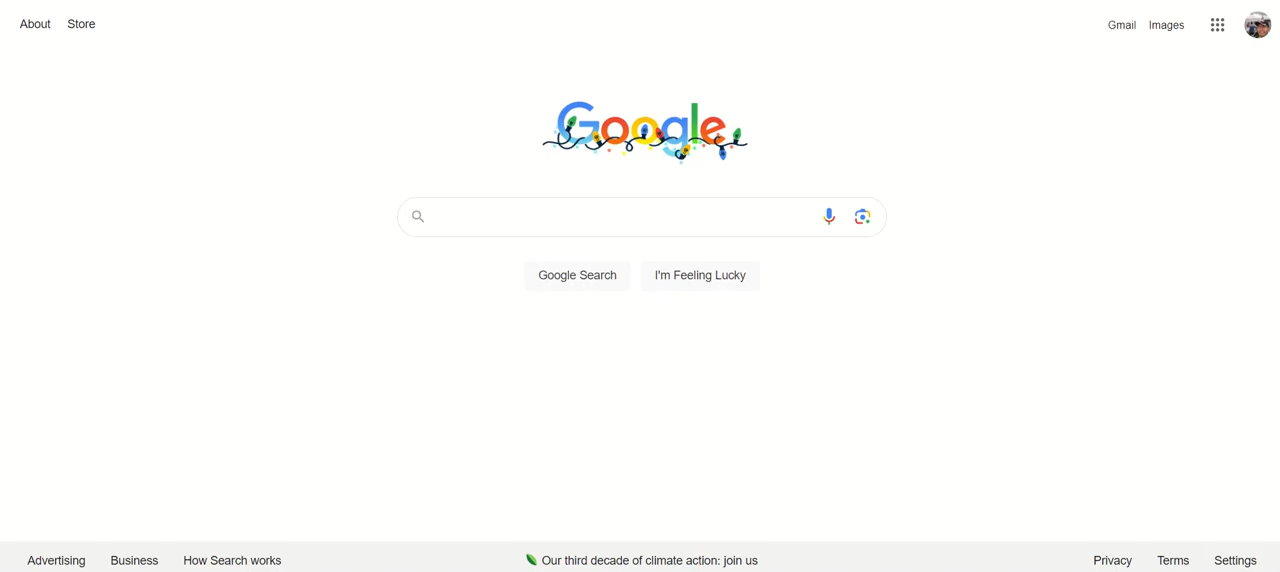 About Store
Gmail Images
Google
Google Search I'm Feeling Lucky
Advertising Business How Search works
Our third decade of climate action: join us
Privacy Terms Settings